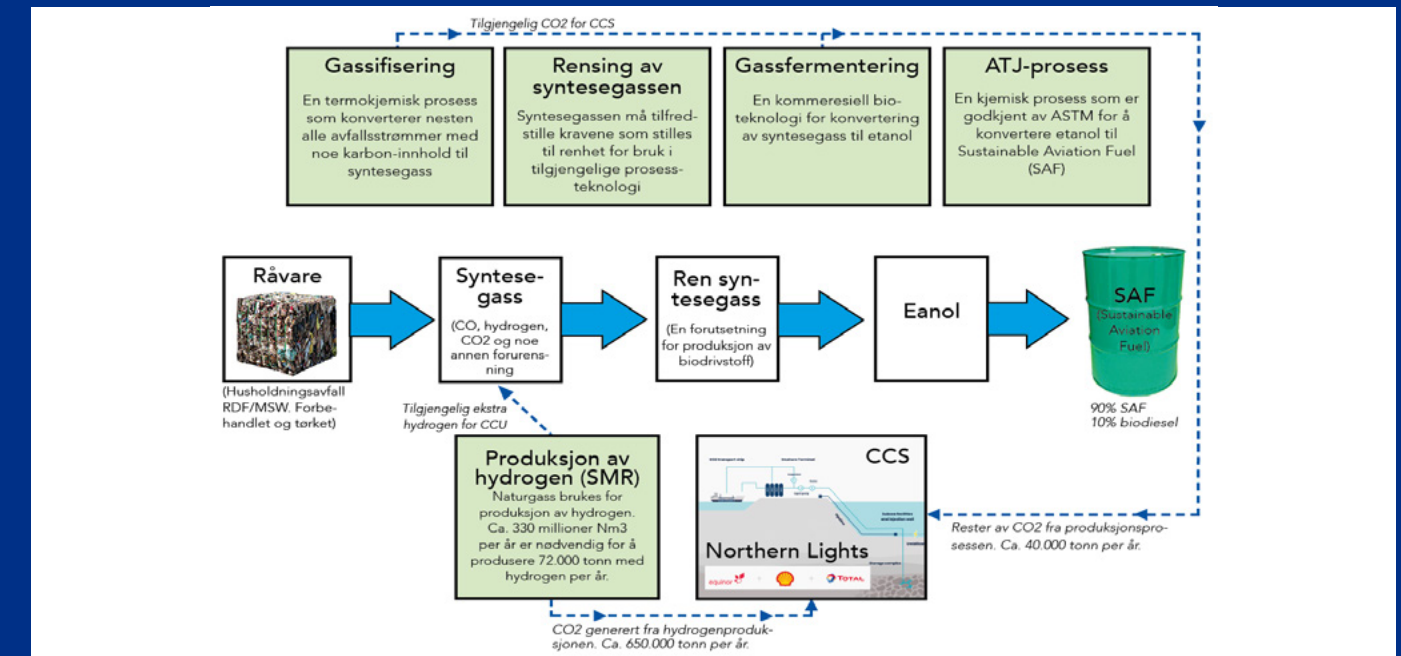 Tilgjengelig CO2 for CCS
Gassifisering
En termokjemisk prosess
som konverterer nesten
alle avfallsstrømmer med
noe karbon-innhold til
syntesegass
Rensing av
syntesegassen
Syntesegassen må tilfred-
stille kravene som stilles
til renhet for bruk i
tilgjengelige prosess-
teknologi
Gassfermentering
En kommeresiell bio-
teknologi for konvertering
av syntesegass til etanol
ATJ-prosess
En kjemisk prosess som er
godkjent av ASTM for å
konvertere etanol til
Sustainable Aviation Fuel
(SAF)
Råvare
(Husholdningsavfall
RDF/MSW. Forbe-
handlet og tørket)
Syntese-
gass
(CO, hydrogen,
CO2 og noe
annen forurens-
ning
Ren syn-
tesegass
(En forutsetning
for produksjon av
biodrivstoff)
Eanol
SAF
(Sustainable
Aviation
Fuel)
90% SAF
10% biodiesel
Tilgjengelig ekstra
hydrogen for CCU
Produksjon av
hydrogen (SMR)
Naturgass brukes for
produksjon av hydrogen.
Ca. 330 millioner Nm3
per år er nødvendig for å
produsere 72.000 tonn med
hydrogen per år.
CCS
Northern Lights
equinor
TOTAL
Rester av CO2 fra produksjonspro-
sessen. Ca. 40.000 tonn per år.
CO2 generert fra hydrogenproduk-
sjonen. Ca. 650.000 tonn per år.